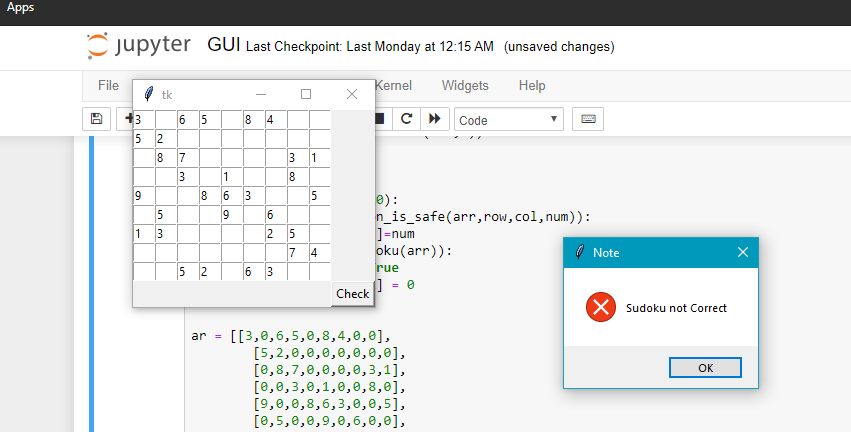 Apps
jupyter GUI Last Checkpoint: Last Monday at 12:15 AM (unsaved changes)
File Kernel Widgets Help
Code
tk
3 6 5 8 4
5 2
8 7 3 1
3 1 8
9 8 6 3 5
5 9 6
1 3 2 5
7 4
5 2 6 3
Check
0):
n_is_safe(arr,row,col,num)):
]=num
oku(arr)):
rue
] = 0
ar = [[3,0,6,5,0,8,4,0,0],
[5,2,0,0,0,0,0,0,0],
[0,8,7,0,0,0,0,3,1],
[0,0,3,0,1,0,0,8,0],
[9,0,0,8,6,3,0,0,5],
[0,5,0,0,9,0,6,0,0],
Note
Sudoku not Correct
OK